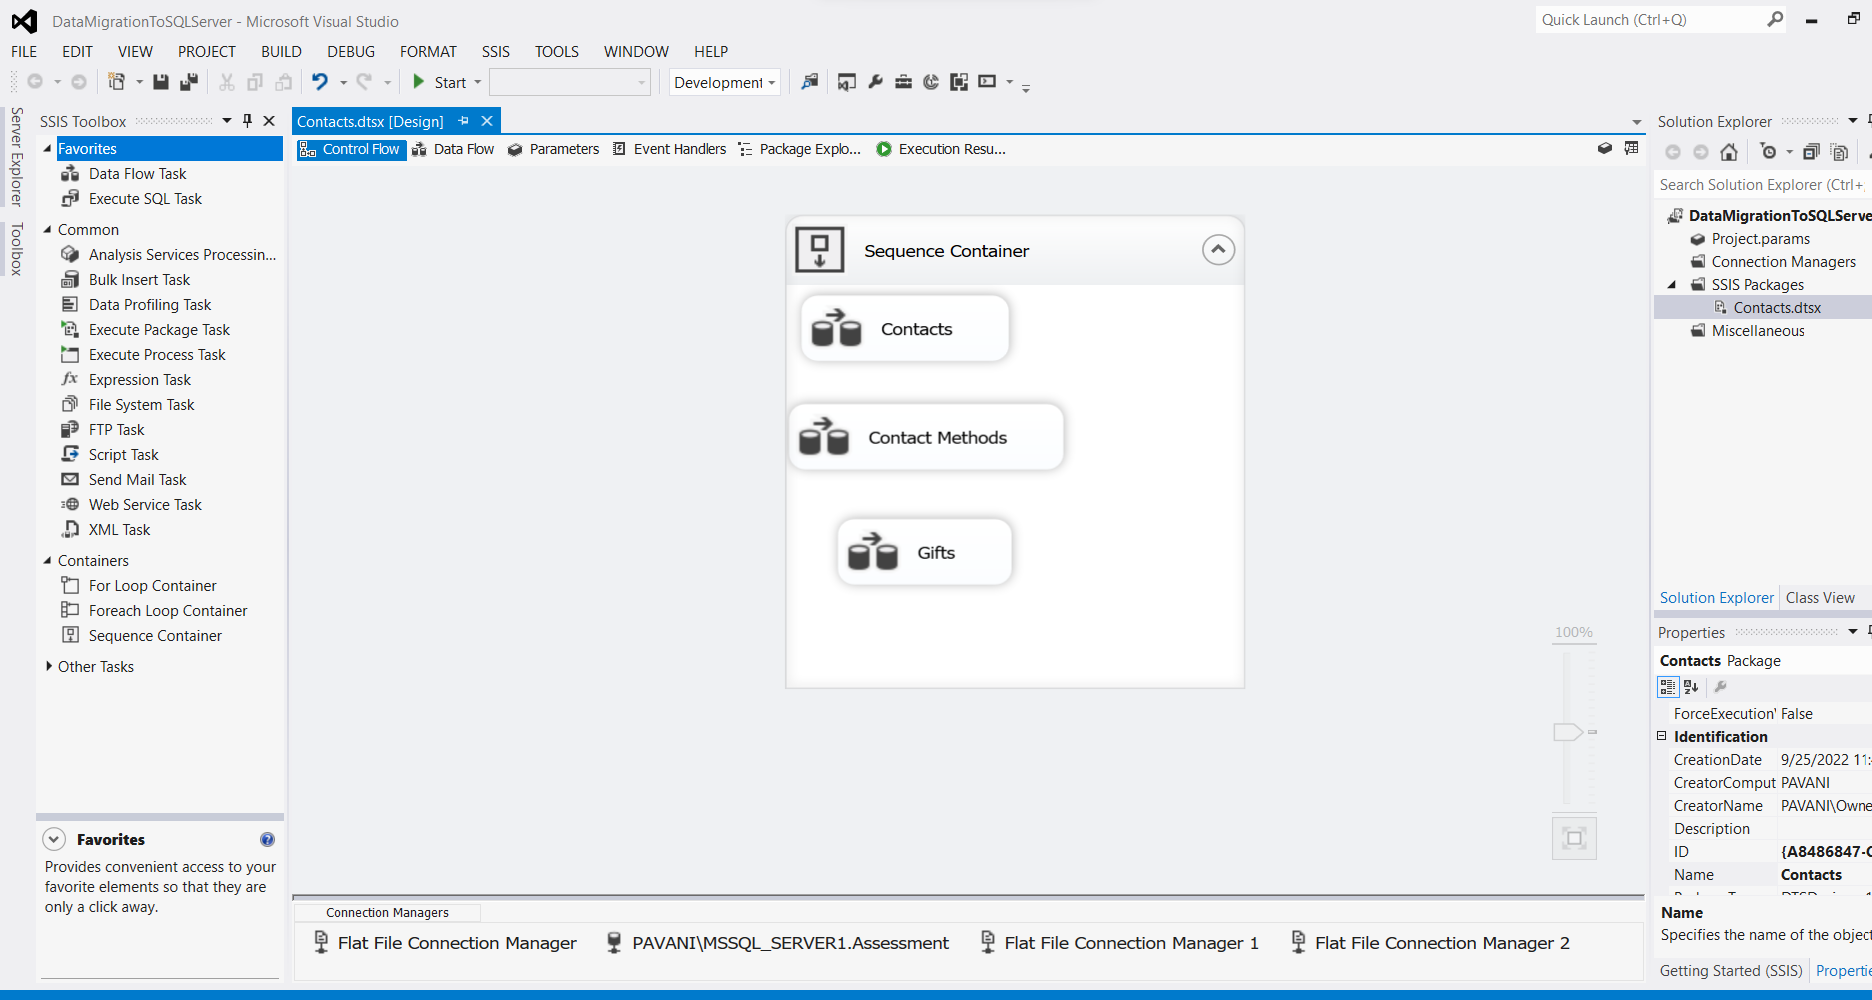 DataMigrationToSQLServer - Microsoft Visual Studio
Quick Launch (Ctrl+Q)
FILE EDIT VIEW PROJECT BUILD DEBUG FORMAT SSIS TOOLS WINDOW HELP
Start
Development
Server Explorer
Toolbox
SSIS Toolbox
Favorites
Data Flow Task
Execute SQL Task
Common
Analysis Services Processin...
Bulk Insert Task
Data Profiling Task
Execute Package Task
Execute Process Task
Expression Task
File System Task
FTP Task
Script Task
Send Mail Task
Web Service Task
XML Task
Containers
For Loop Container
Foreach Loop Container
Sequence Container
Other Tasks
Favorites
Provides convenient access to your
favorite elements so that they are
only a click away.
Contacts.dtsx [Design]
Control Flow Data Flow Parameters Event Handlers Package Explo... Execution Resu...
Sequence Container
Contacts
Contact Methods
Gifts
100%
Connection Managers
Flat File Connection Manager PAVANI\MSSQL_SERVER1.Assessment Flat File Connection Manager 1 Flat File Connection Manager 2
Solution Explorer
Search Solution Explorer (Ctrl+
DataMigrationToSQLServe
Project.params
Connection Managers
SSIS Packages
Contacts.dtsx
Miscellaneous
Solution Explorer Class View
Properties
Contacts Package
ForceExecution False
Identification
CreationDate 9/25/2022 11:
CreatorComput PAVANI
CreatorName PAVANI\Owne
Description
ID {A8486847-C
Name Contacts
Name
Specifies the name of the object
Getting Started (SSIS) Propertie